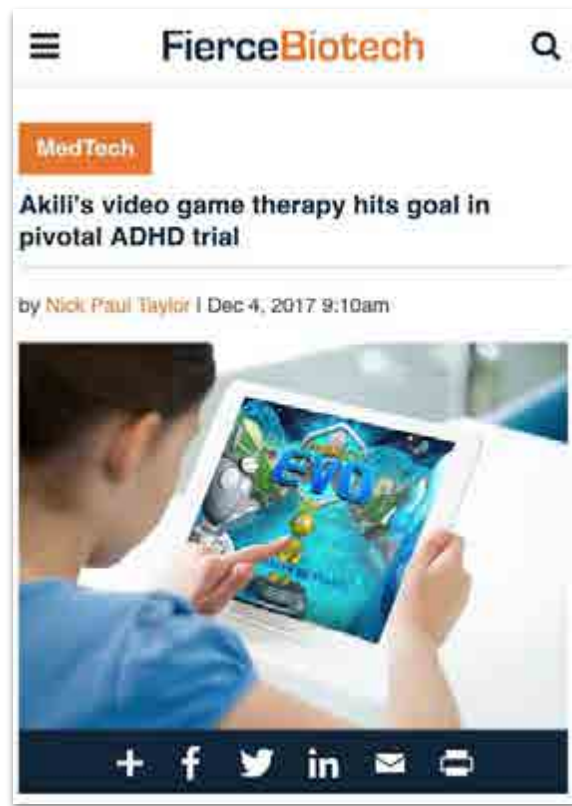 FierceBiotech
MedTech
Akili's video game therapy hits goal in
pivotal ADHD trial
by Nick Paul Taylor | Dec 4, 2017 9:10am
EVO